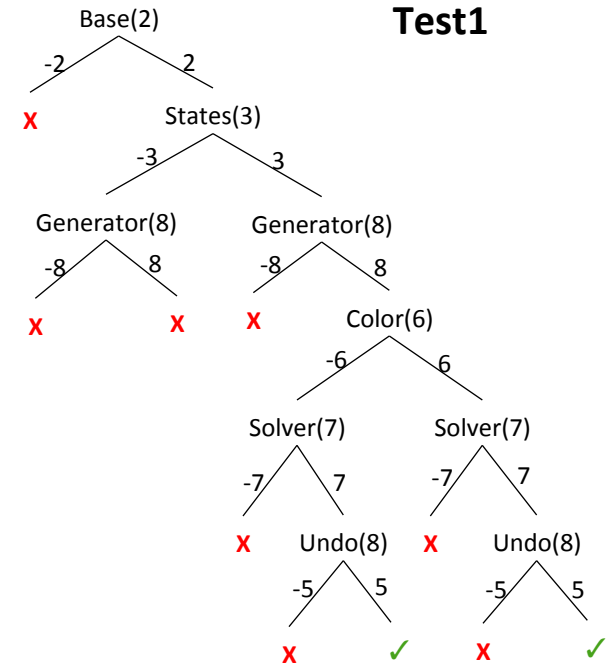 Test1
Base(2)
-2 2
X
States(3)
-3 3
Generator(8) Generator(8)
-8 8 -8 8
X X X
Color(6)
-6 6
Solver(7) Solver(7)
-7 7 -7 7
X Undo(8) X Undo(8)
-5 5 -5 5
X ✓ X ✓